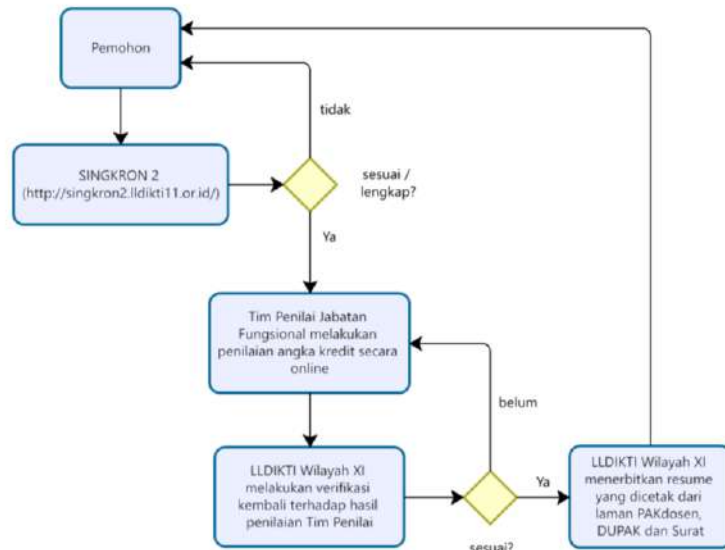 Pemohon
tidak
SINGKRON 2
(http://singkron2.lldikti11.or.id/)
sesuai /
lengkap?
Ya
Tim Penilai Jabatan
Fungsional melakukan
penilaian angka kredit secara
online
belum
LLDIKTI Wilayah XI
melakukan verifikasi
kembali terhadap hasil
penilaian Tim Penilai
Ya
LLDIKTI Wilayah XI
menerbitkan resume
yang dicetak dari
laman PAKdosen,
DUPAK dan Surat
sesuai?